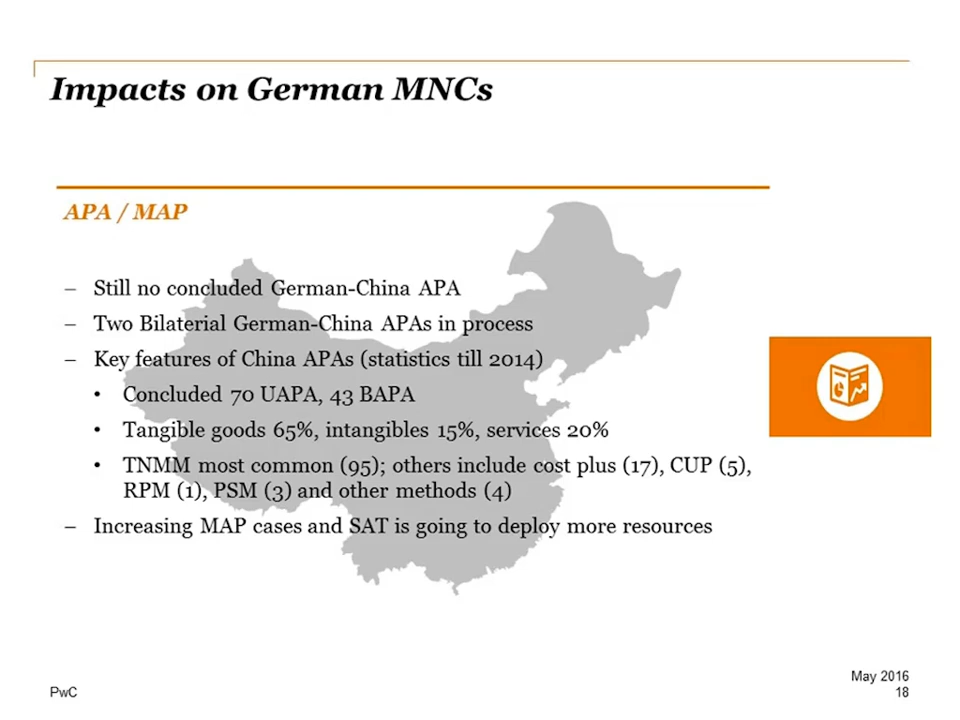 Impacts on German MNCs
APA / MAP
– Still no concluded German-China APA
– Two Bilaterial German-China APAs in process
– Key features of China APAs (statistics till 2014)
• Concluded 70 UAPA, 43 BAPA
• Tangible goods 65%, intangibles 15%, services 20%
• TNMM most common (95); others include cost plus (17), CUP (5),
RPM (1), PSM (3) and other methods (4)
– Increasing MAP cases and SAT is going to deploy more resources
May 2016
PwC
18